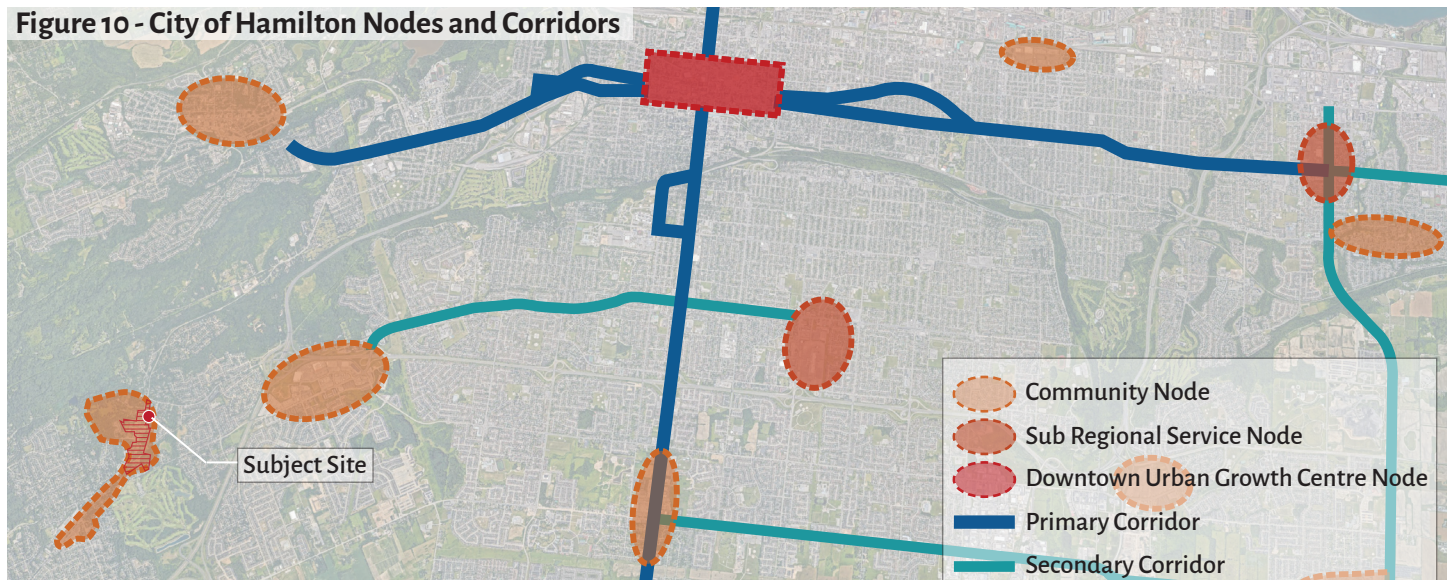 Figure 10 - City of Hamilton Nodes and Corridors
Subject Site
Community Node
Sub Regional Service Node
Downtown Urban Growth Centre Node
Primary Corridor
Secondary Corridor